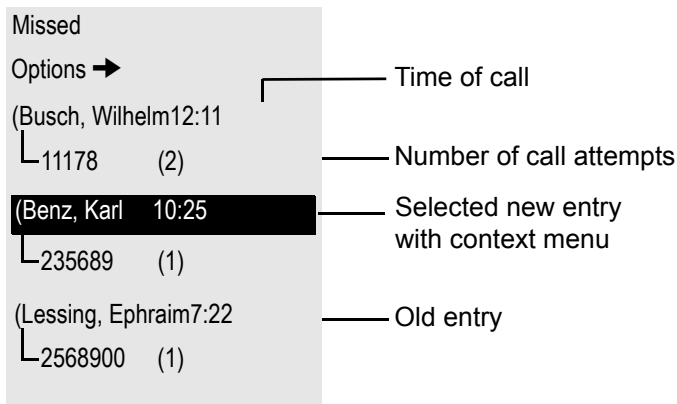 Missed
Options →
Time of call
(Busch, Wilhelm12:11
11178 (2)
Number of call attempts
(Benz, Karl 10:25
Selected new entry
with context menu
235689 (1)
(Lessing, Ephraim7:22
Old entry
2568900 (1)